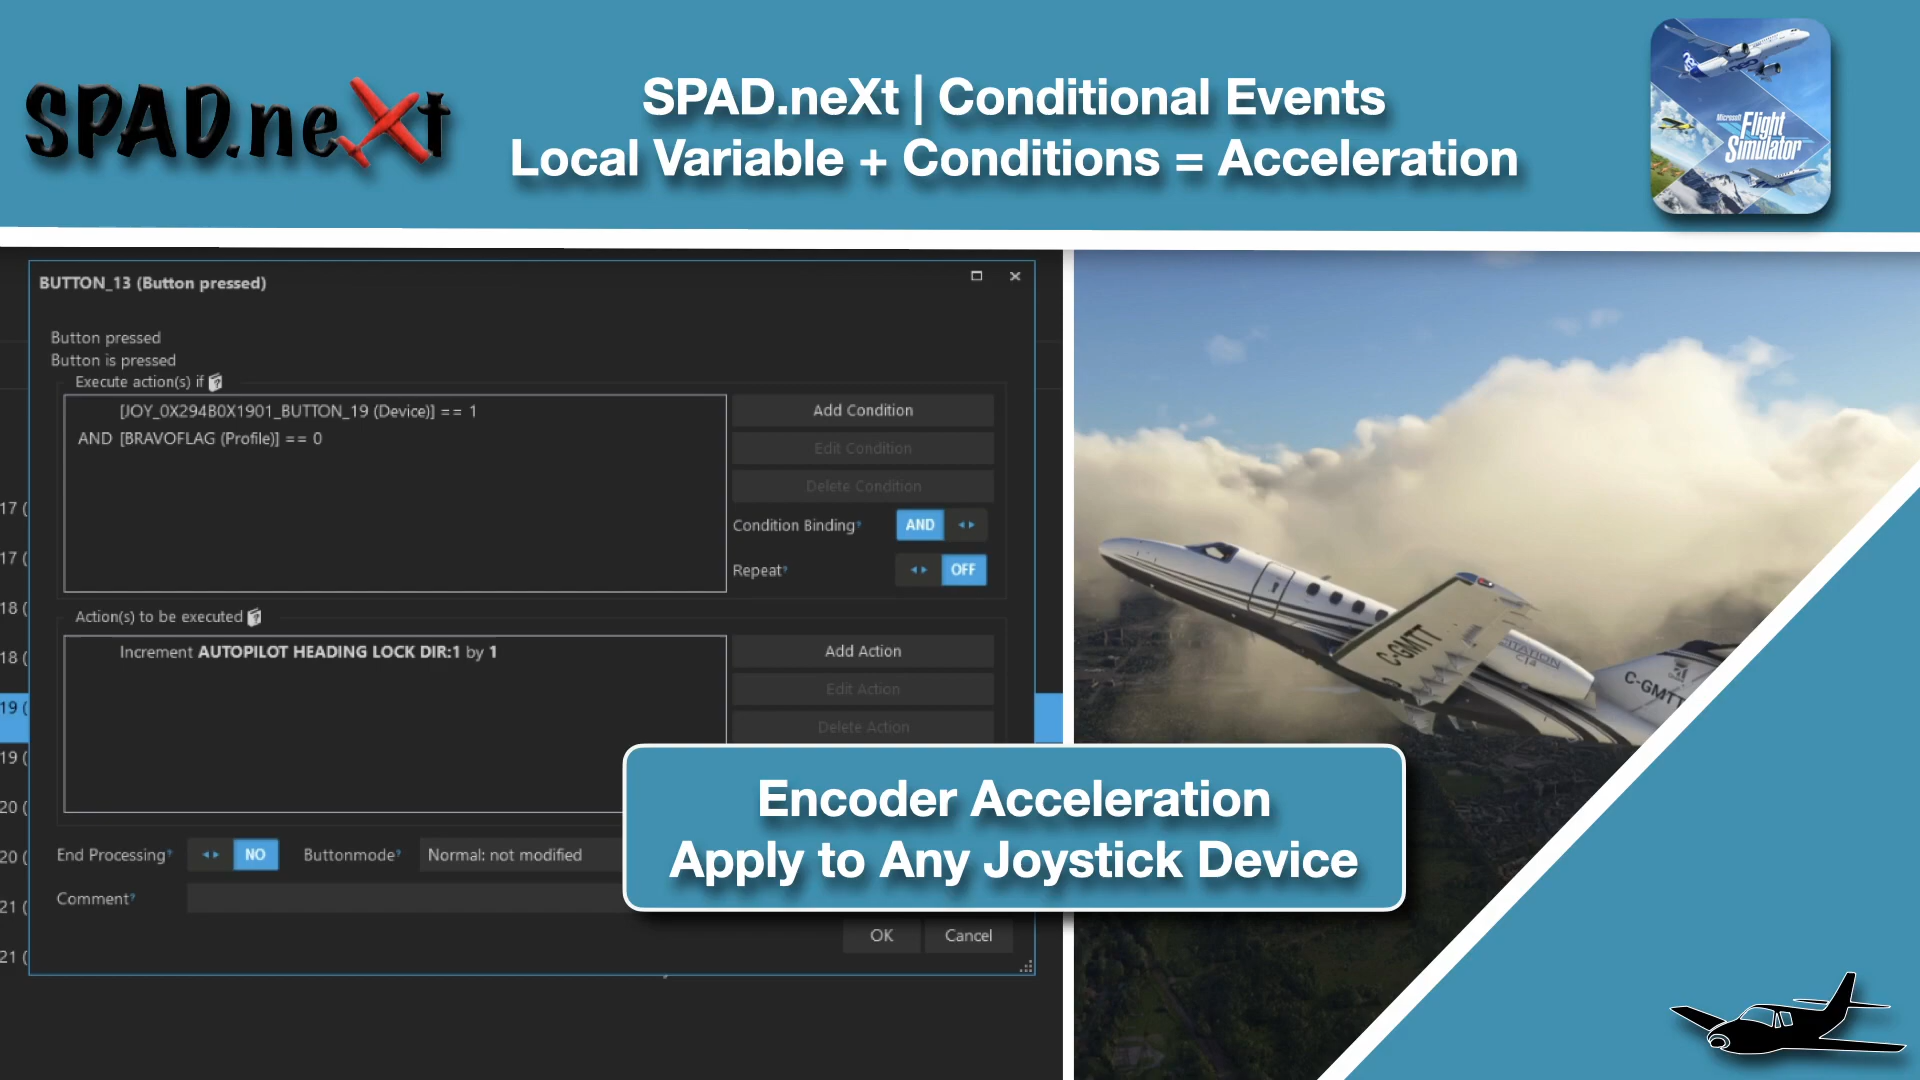 SPAD.neXt
SPAD.neXt | Conditional Events
Local Variable + Conditions = Acceleration
Microsoft
Flight
Simulator
BUTTON_13 (Button pressed)
Button pressed
Button is pressed
Execute action(s) if
[JOY_0X294B0X1901_BUTTON_19 (Device)] == 1
AND [BRAVOFLAG (Profile)] == 0
Add Condition
Edit Condition
Delete Condition
Condition Binding? AND
Repeat? OFF
Action(s) to be executed
Increment AUTOPILOT HEADING LOCK DIR:1 by 1
Add Action
Edit Action
Delete Action
End Processing? NO Buttonmode? Normal: not modified
Comment?
OK Cancel
17 (
17 (
18 (
18 (
19 (
19 (
20 (
20 (
21 (
21 (
Encoder Acceleration
Apply to Any Joystick Device
C-GMTT
CITATION
CJ4
C-GMTT